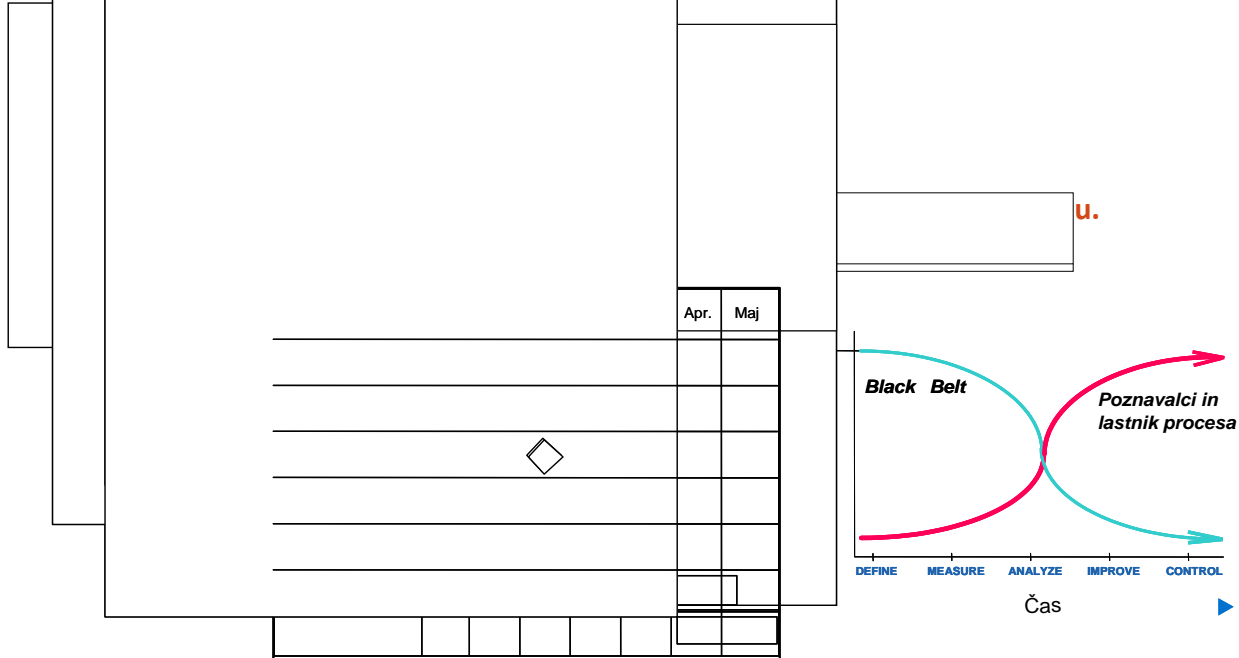 u.
Apr. Maj
Black Belt
Poznavalci in
lastnik procesa
DEFINE MEASURE ANALYZE IMPROVE CONTROL
Čas